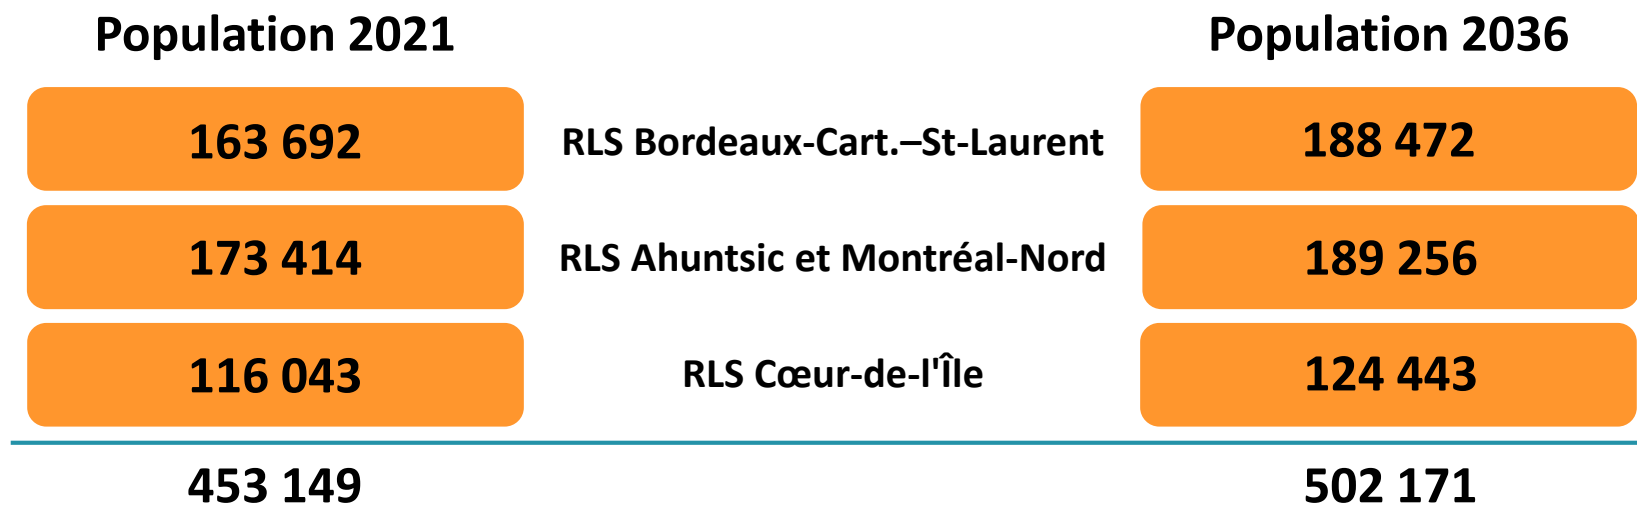 Population 2021 Population 2036
163 692 RLS Bordeaux-Cart.–St-Laurent 188 472
173 414 RLS Ahuntsic et Montréal-Nord 189 256
116 043 RLS Cœur-de-l'Île 124 443
453 149 502 171